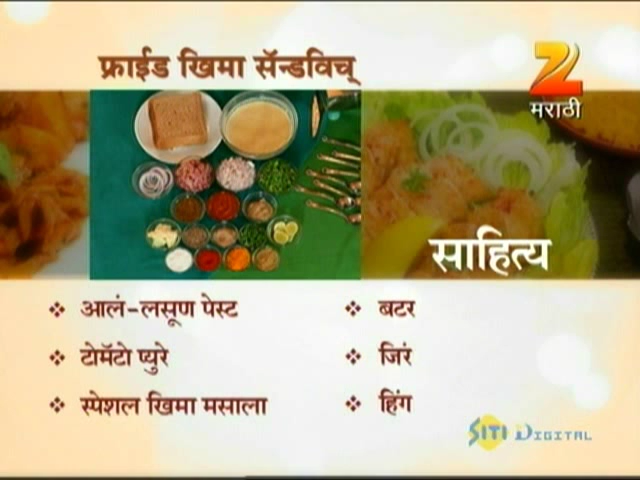 फ्राईड खिमा सॅन्डविच्
Z
मराठी
साहित्य
❖ आलं-लसूण पेस्ट
❖ बटर
❖ टोमॅटो प्युरे
❖ जिरं
❖ स्पेशल खिमा मसाला
❖ हिंग
SITI DIGITAL